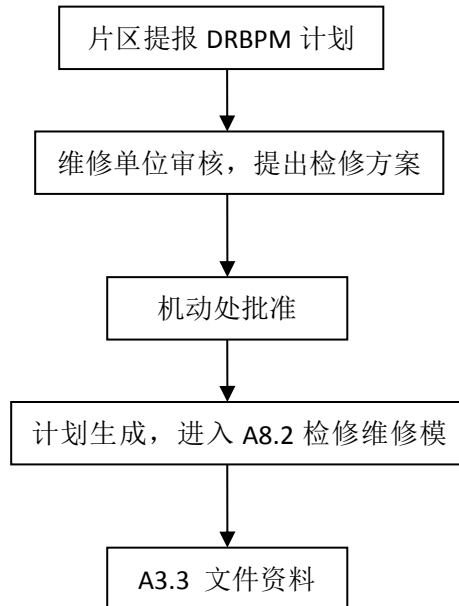 片区提报 DRBPM 计划
维修单位审核，提出检修方案
机动处批准
计划生成，进入 A8.2 检修维修模
A3.3 文件资料